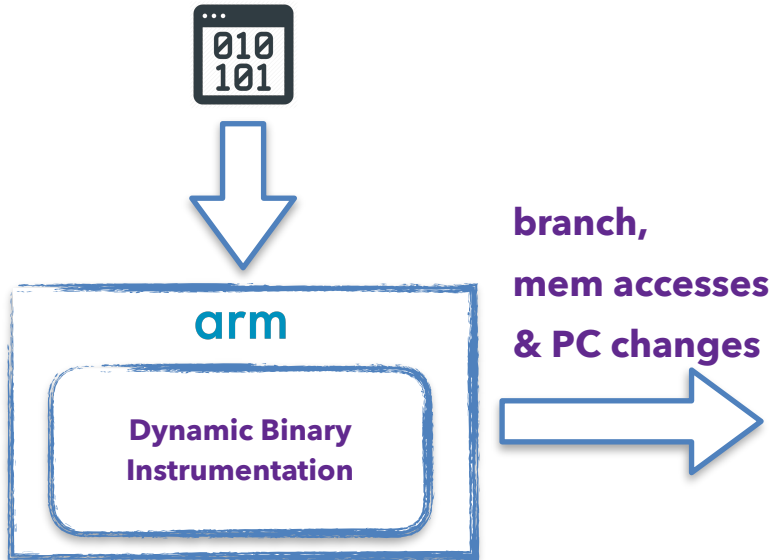 010
101
branch,
mem accesses
& PC changes
arm
Dynamic Binary
Instrumentation